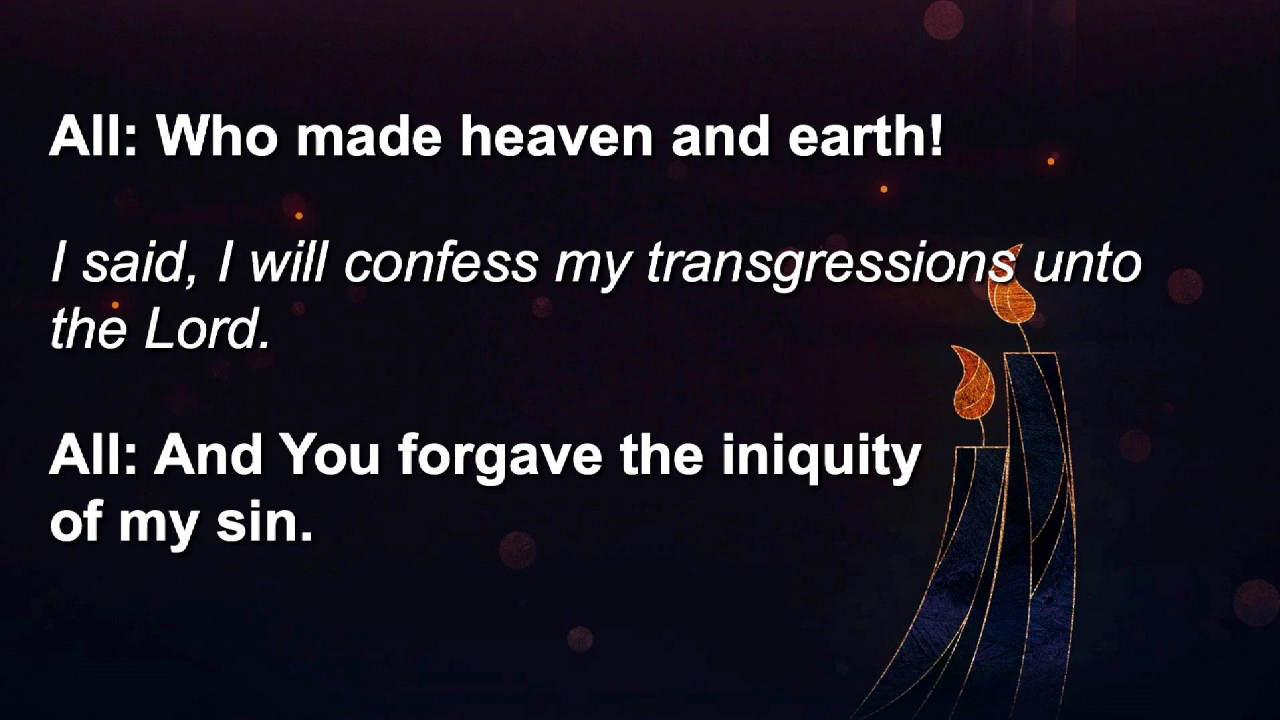 All: Who made heaven and earth!
I said, I will confess my transgressions unto
the Lord.
All: And You forgave the iniquity
of my sin.